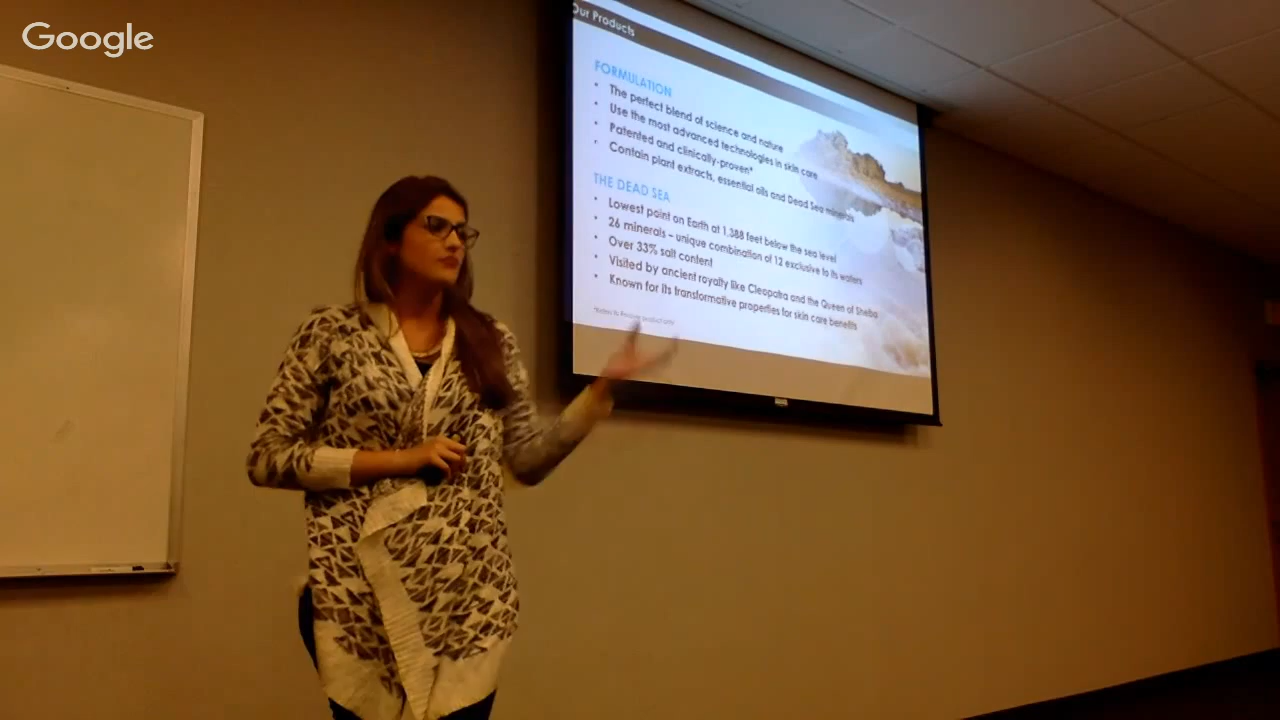 Google
Our Products
FORMULATION
• The perfect blend of science and nature
• Use the most advanced technologies in skin care
• Patented and clinically-proven*
• Contain plant extracts, essential oils and Dead Sea minerals
THE DEAD SEA
• Lowest point on Earth at 1,388 feet below the sea level
• 26 minerals – unique combination of 12 exclusive to its waters
• Over 33% salt content
• Visited by ancient royalty like Cleopatra and the Queen of Sheba
• Known for its transformative properties for skin care benefits